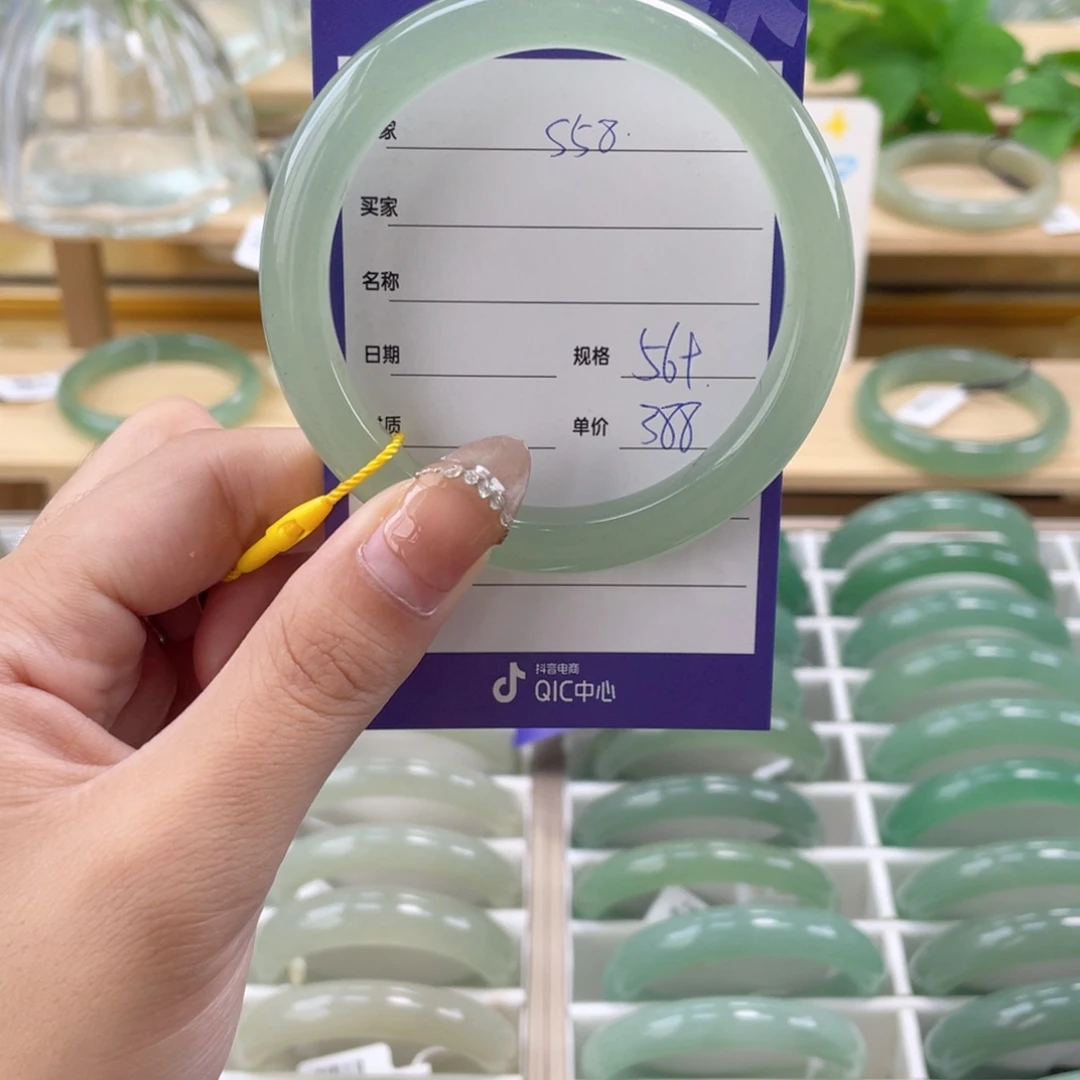 家 558
买家
名称
日期 规格 56+
质 单价 388
抖音电商
QIC中心